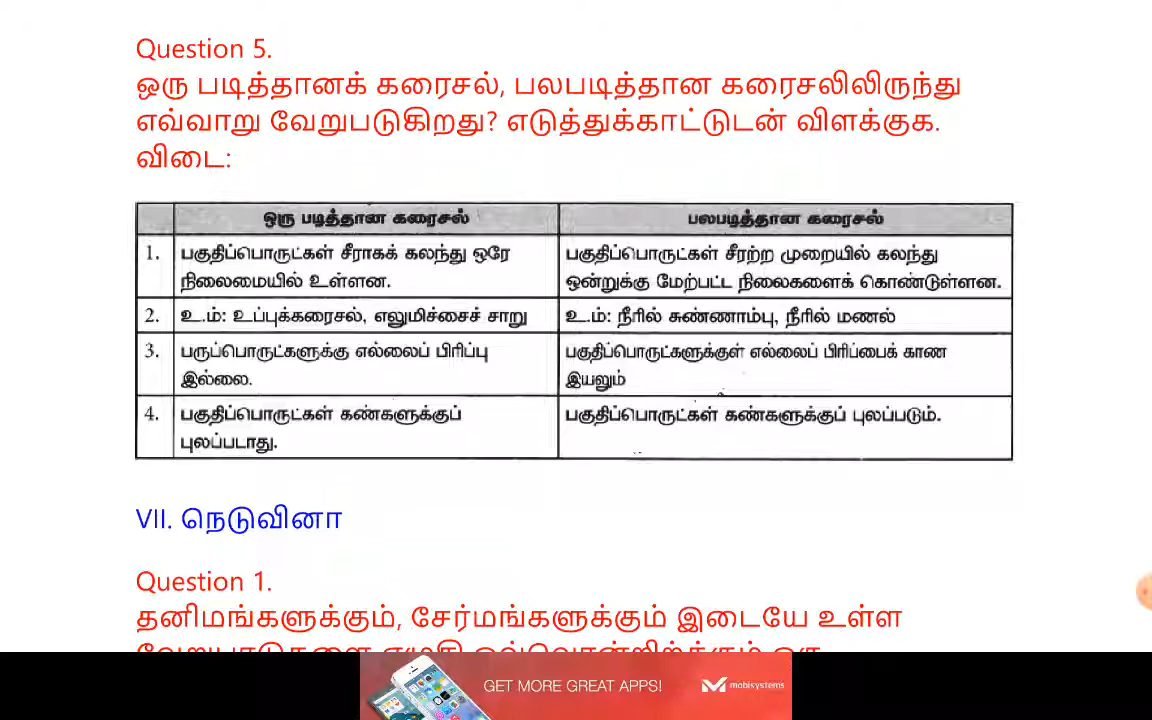 Question 5.
ஒரு படித்தானக் கரைசல், பலபடித்தான கரைசலிலிருந்து
எவ்வாறு வேறுபடுகிறது? எடுத்துக்காட்டுடன் விளக்குக.
விடை:
ஒரு படித்தான கரைசல் பலபடித்தான கரைசல்
1. பகுதிப்பொருட்கள் சீராகக் கலந்து ஒரே பகுதிப்பொருட்கள் சீரற்ற முறையில் கலந்து
நிலைமையில் உள்ளன. ஒன்றுக்கு மேற்பட்ட நிலைகளைக் கொண்டுள்ளன.
2. உ.ம்: உப்புக்கரைசல், எலுமிச்சைச் சாறு உ.ம்: நீரில் சுண்ணாம்பு, நீரில் மணல்
3. பருப்பொருட்களுக்கு எல்லைப் பிரிப்பு பகுதிப்பொருட்களுக்குள் எல்லைப் பிரிப்பைக் காண
இல்லை. இயலும்
4. பகுதிப்பொருட்கள் கண்களுக்குப் பகுதிப்பொருட்கள் கண்களுக்குப் புலப்படும்.
புலப்படாது.
VII. நெடுவினா
Question 1.
தனிமங்களுக்கும், சேர்மங்களுக்கும் இடையே உள்ள
GET MORE GREAT APPS! mobisystems